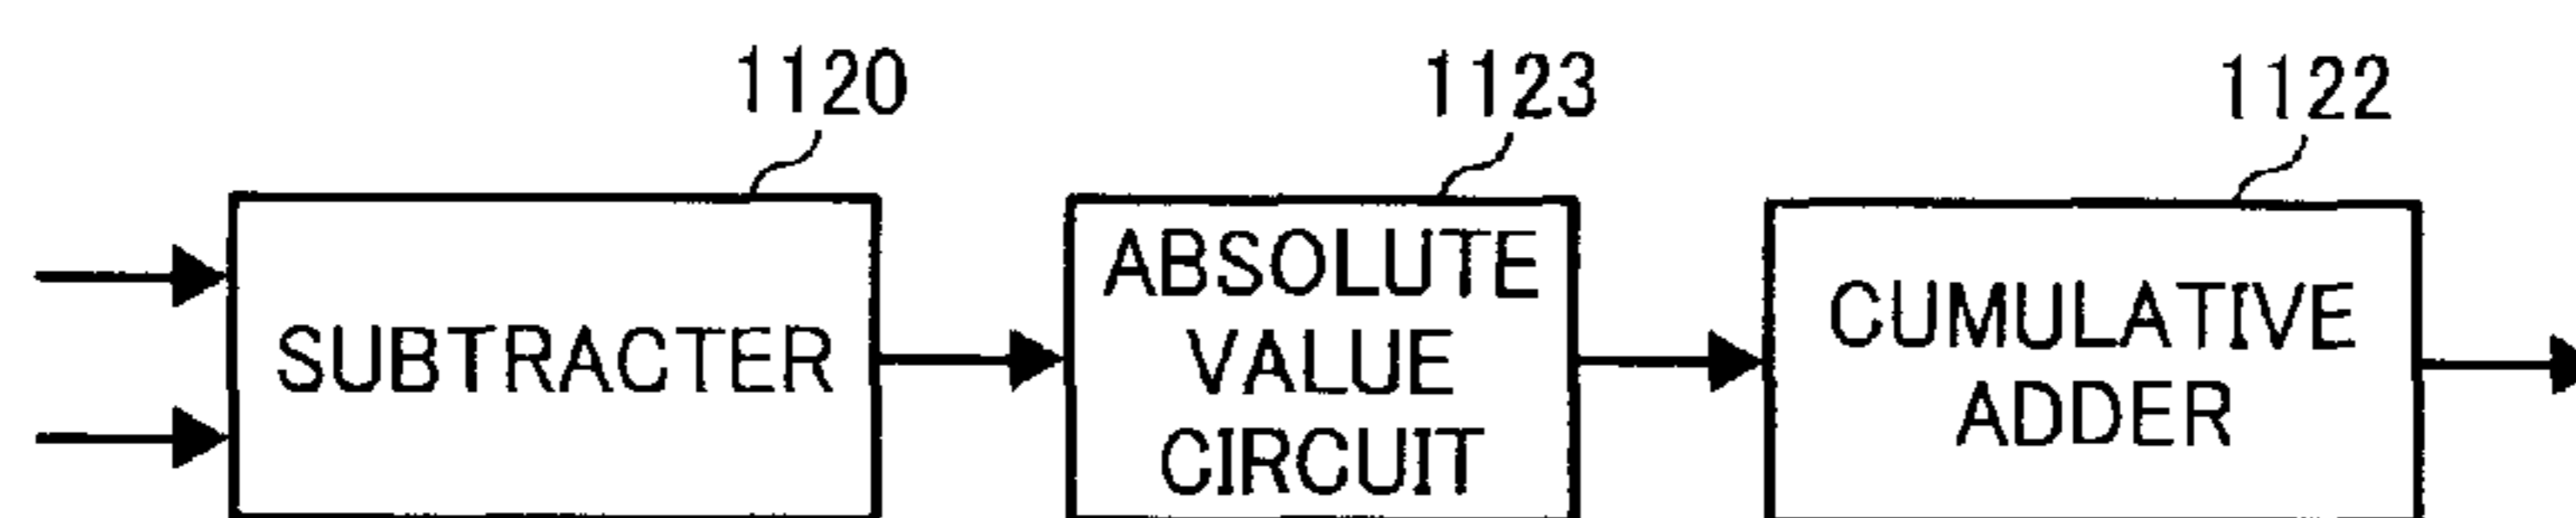 1120
1123
1122
SUBTRACTER
ABSOLUTE
VALUE
CIRCUIT
CUMULATIVE
ADDER